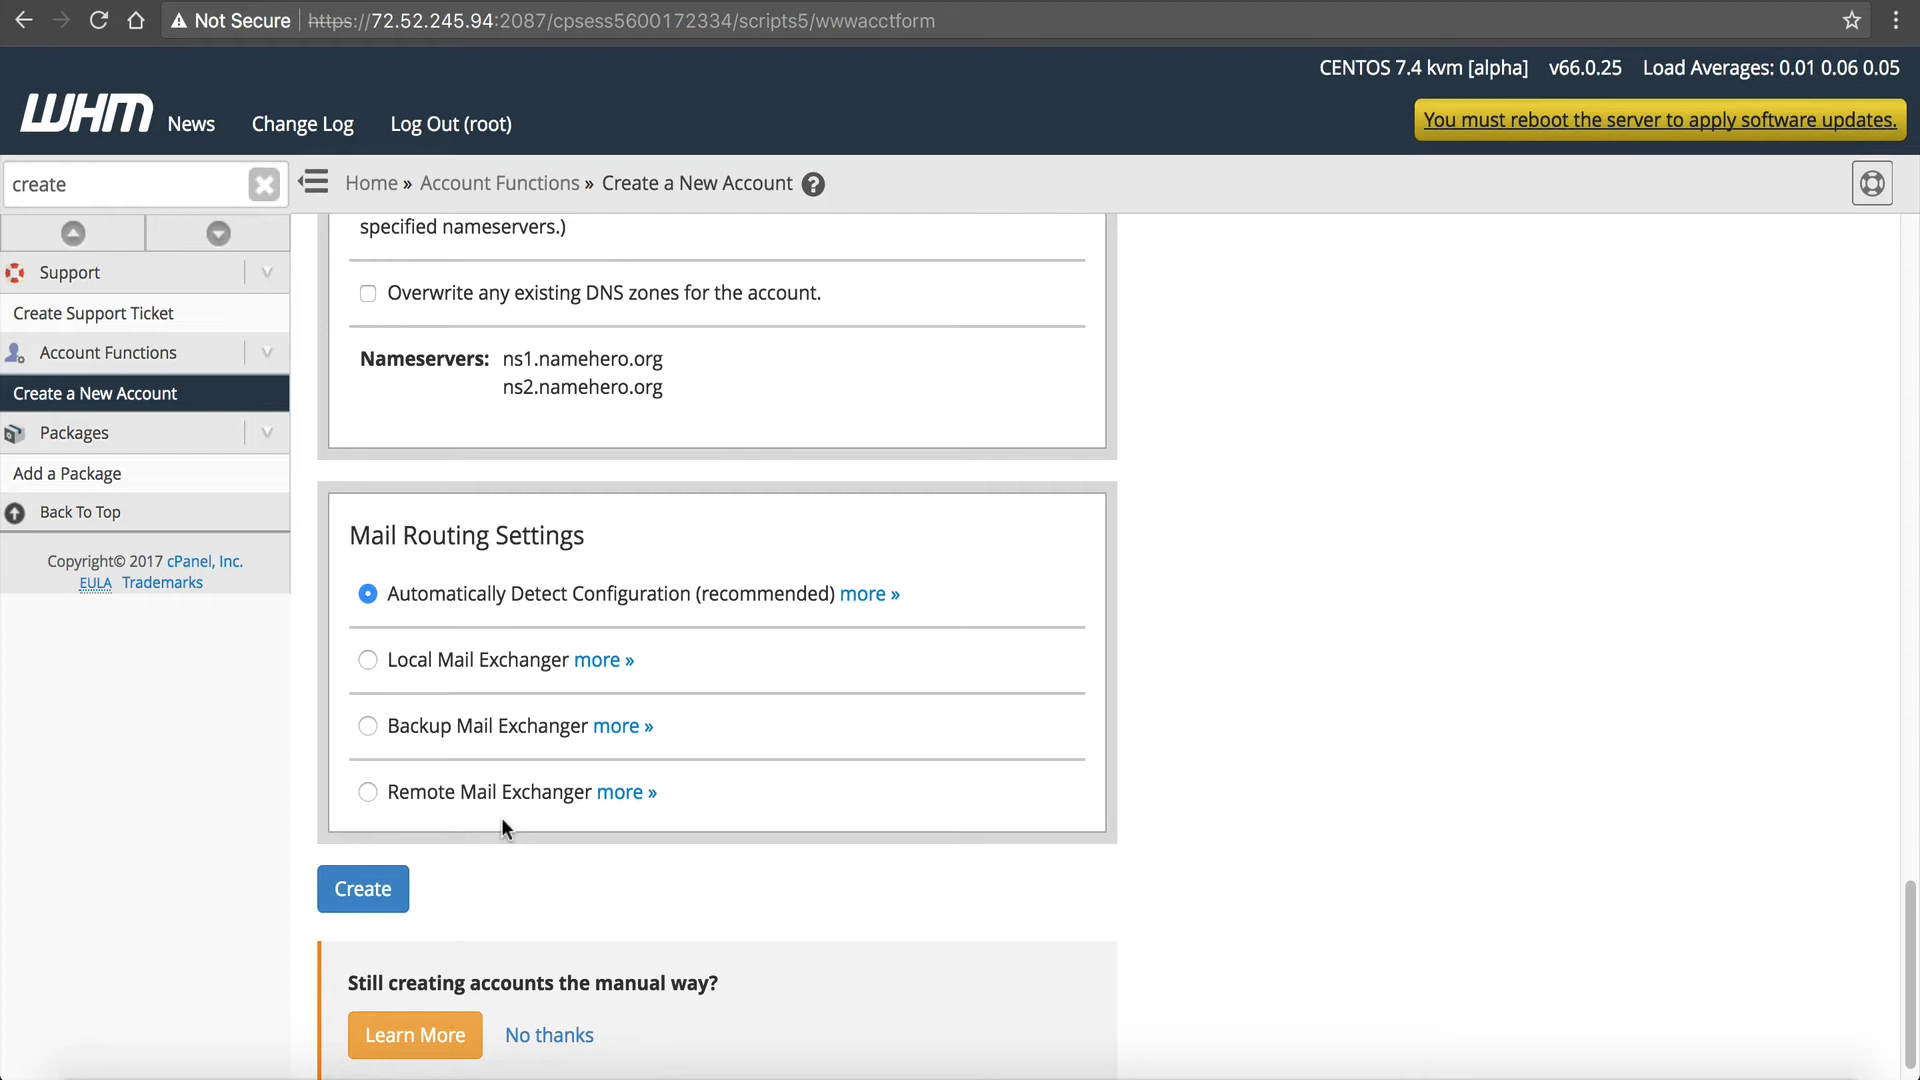 Not Secure https://72.52.245.94:2087/cpsess5600172334/scripts5/wwwacctform
CENTOS 7.4 kvm [alpha] v66.0.25 Load Averages: 0.01 0.06 0.05
WHM News Change Log Log Out (root)
You must reboot the server to apply software updates.
create
Home » Account Functions » Create a New Account
Support
Create Support Ticket
Account Functions
Create a New Account
Packages
Add a Package
Back To Top
Copyright© 2017 cPanel, Inc.
EULA Trademarks
specified nameservers.)
Overwrite any existing DNS zones for the account.
Nameservers: ns1.namehero.org
ns2.namehero.org
Mail Routing Settings
Automatically Detect Configuration (recommended) more »
Local Mail Exchanger more »
Backup Mail Exchanger more »
Remote Mail Exchanger more »
Create
Still creating accounts the manual way?
Learn More No thanks